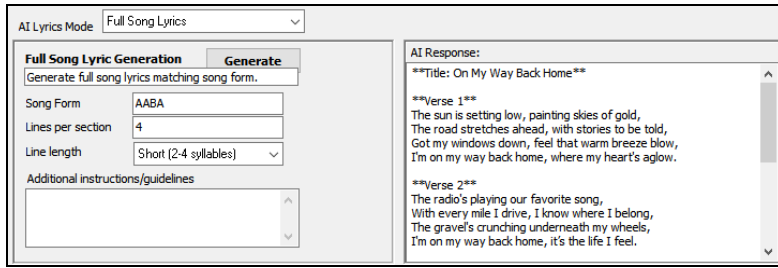 AI Lyrics Mode
Full Song Lyrics
Full Song Lyric Generation
Generate
Generate full song lyrics matching song form.
Song Form
AABA
Lines per section
4
Line length
Short (2-4 syllables)
Additional instructions/guidelines
AI Response:
**Title: On My Way Back Home**
**Verse 1**
The sun is setting low, painting skies of gold,
The road stretches ahead, with stories to be told,
Got my windows down, feel that warm breeze blow,
I'm on my way back home, where my heart's aglow.
**Verse 2**
The radio's playing our favorite song,
With every mile I drive, I know where I belong,
The gravel's crunching underneath my wheels,
I'm on my way back home, it's the life I feel.